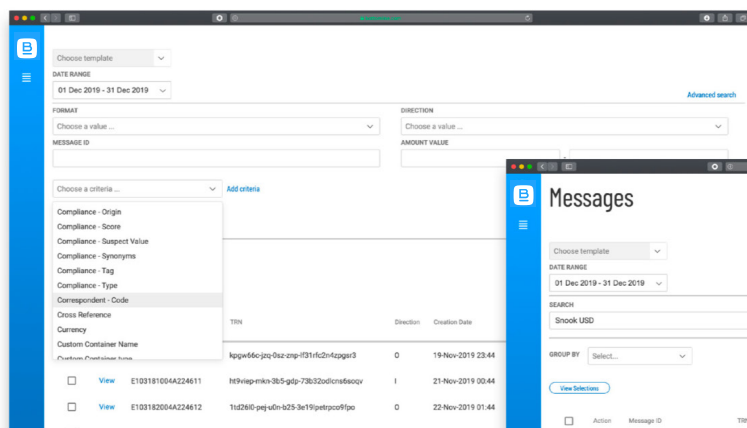 B
Choose template
DATE RANGE
01 Dec 2019 - 31 Dec 2019
Advanced search
FORMAT
DIRECTION
Choose a value ...
Choose a value ...
MESSAGE ID
AMOUNT VALUE
-
Choose a criteria ...
Add criteria
Compliance - Origin
Compliance - Score
Compliance - Suspect Value
Compliance - Synonyms
Compliance - Tag
Compliance - Type
Correspondent - Code
Cross Reference
Currency
Custom Container Name
Custom Container type
TRN Direction Creation Date
kpgw66c-jzq-0sz-znp-lf31rfc2n4zpgsr3 O 19-Nov-2019 23:44
View E103181004A224611 ht9viep-mkn-3b5-gdp-73b32odlcns6soqv I 21-Nov-2019 00:44
View E103182004A224612 1td26l0-pej-u0n-b25-3e19lpetrpco9fpo O 22-Nov-2019 01:44
B
Messages
Choose template
DATE RANGE
01 Dec 2019 - 31 Dec 2019
SEARCH
Snook USD
GROUP BY Select...
View Selections
Action Message ID TRN